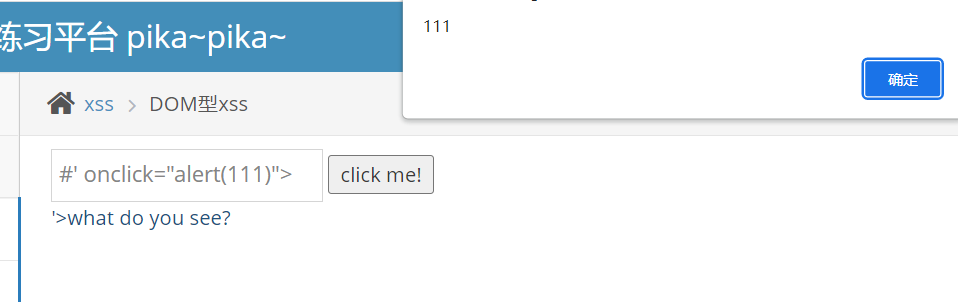 练习平台 pika~pika~
111
确定
xss > DOM型xss
#' onclick="alert(111)">
click me!
'>what do you see?